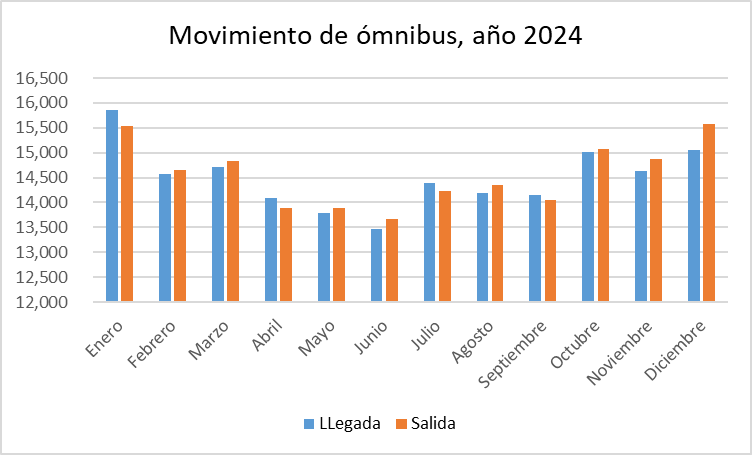 Movimiento de ómnibus, año 2024
16,500
16,000
15,500
15,000
14,500
14,000
13,500
13,000
12,500
12,000
Enero
Febrero
Marzo
Abril
Mayo
Junio
Julio
Agosto
Septiembre
Octubre
Noviembre
Diciembre
LLegada Salida